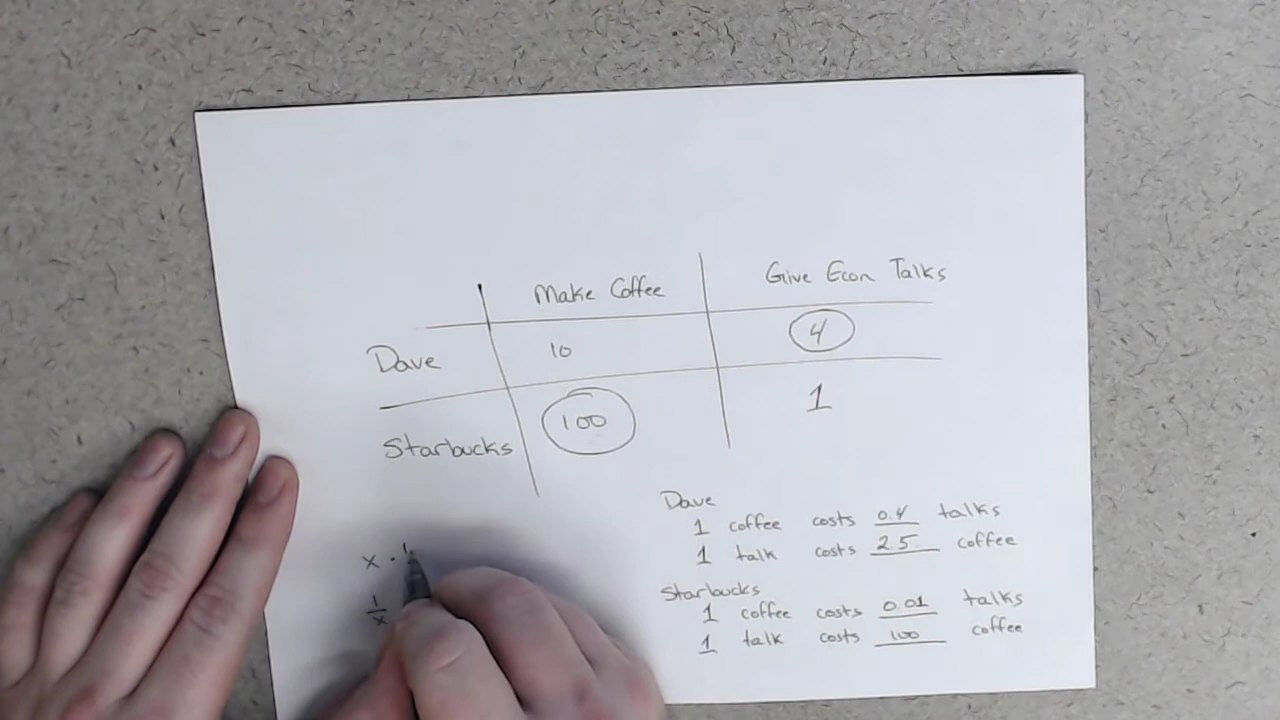 Make Coffee Give Econ Talks
Dave 10 4
Starbucks 100 1
Dave
1 coffee costs 0.4 talks
1 talk costs 2.5 coffee
Starbucks
1 coffee costs 0.01 talks
1 talk costs 100 coffee
x ·
1/x